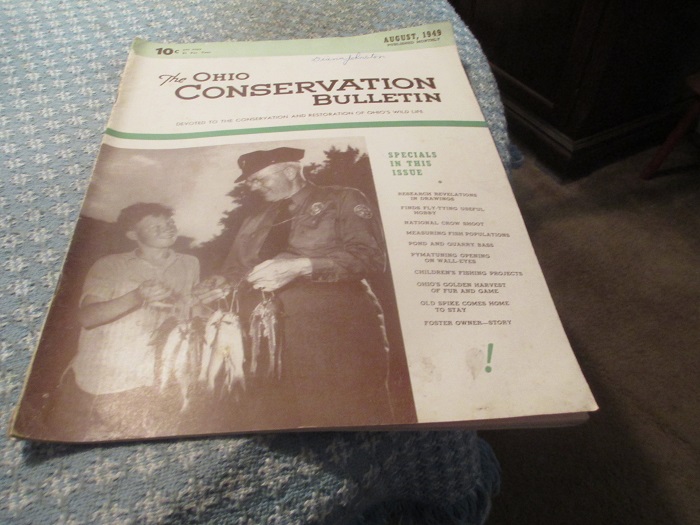 10¢
AUGUST, 1949
PUBLISHED MONTHLY
The OHIO
CONSERVATION
BULLETIN
DEVOTED TO THE CONSERVATION AND RESTORATION OF OHIO'S WILD LIFE
SPECIALS
IN THIS
ISSUE
RESEARCH REVELATIONS
IN DRAWINGS
FINDS FLY-TYING USEFUL
HOBBY
NATIONAL CROW SHOOT
MEASURING FISH POPULATIONS
POND AND QUARRY BASS
PYMATUNING OPENING
ON WALL-EYES
CHILDREN'S FISHING PROJECTS
OHIO'S GOLDEN HARVEST
OF FUR AND GAME
OLD SPIKE COMES HOME
TO STAY
FOSTER OWNER—STORY
!